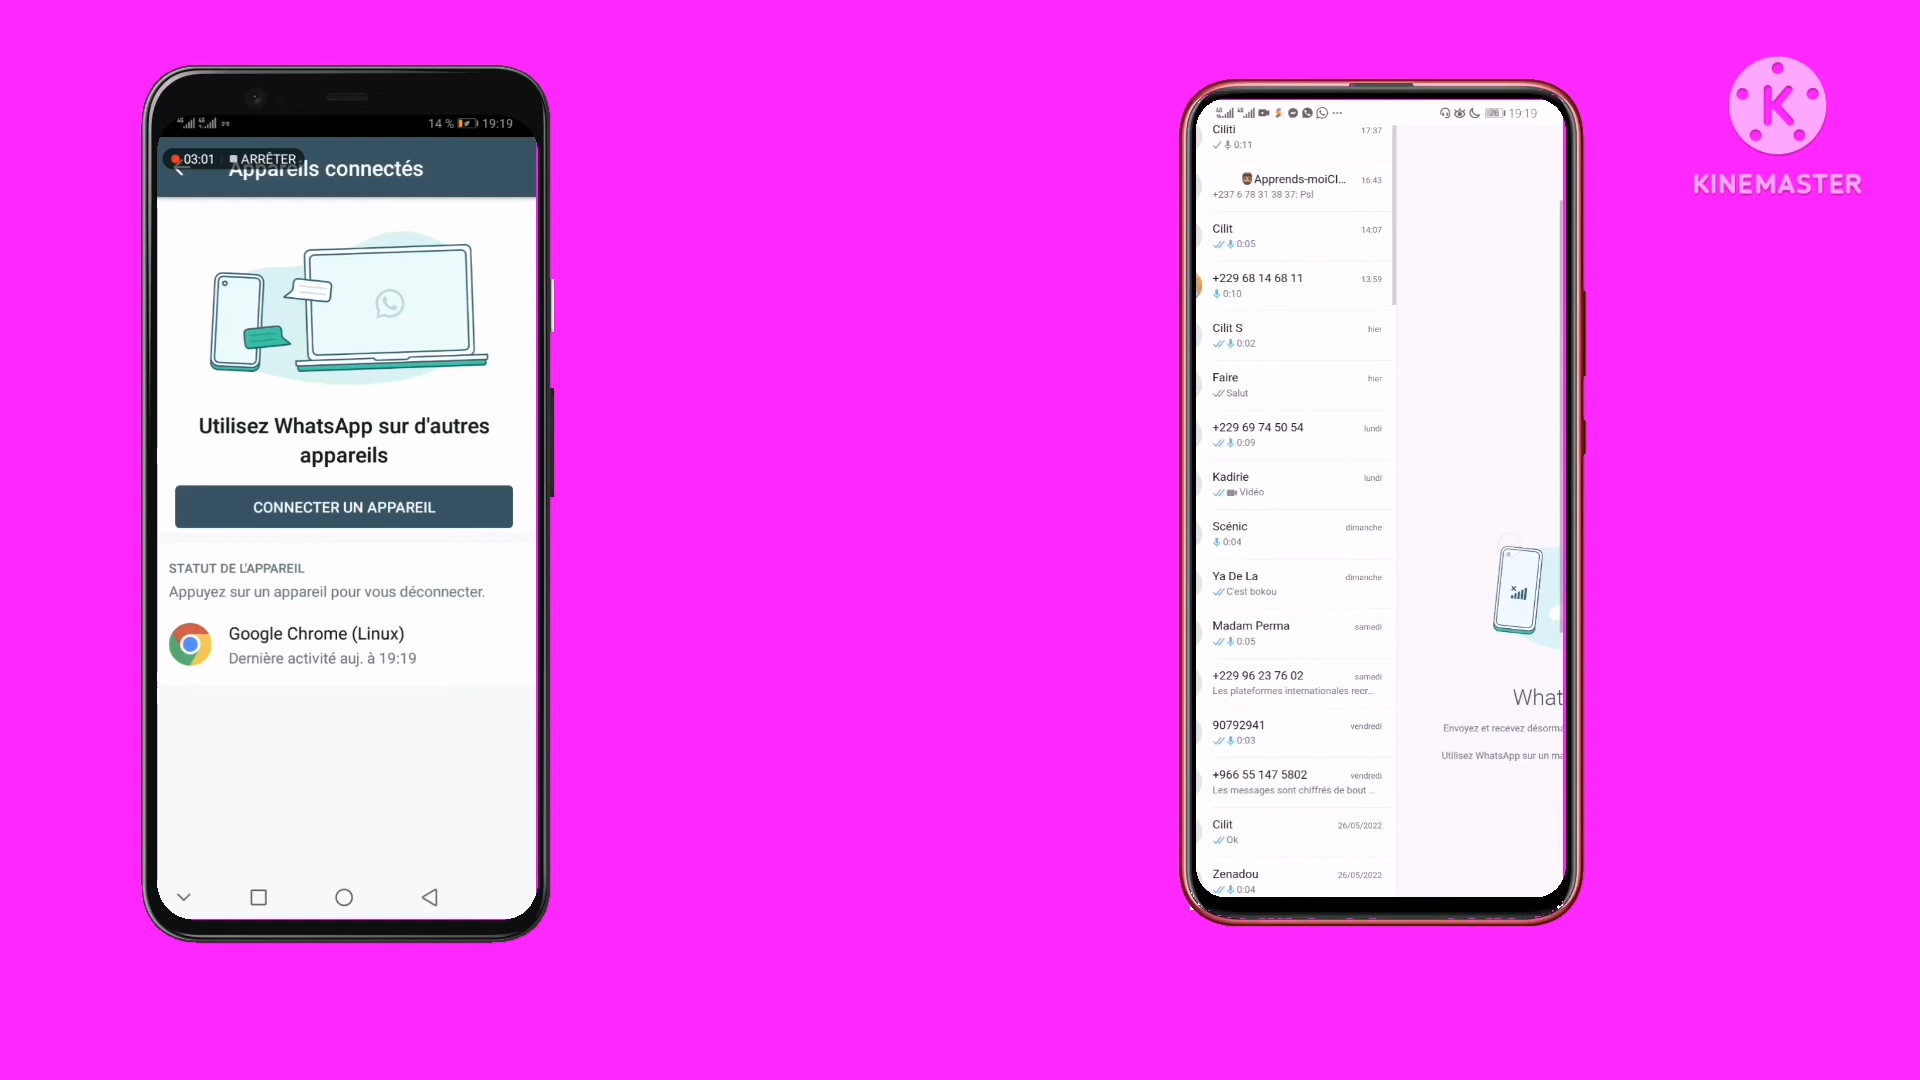 14 % 19:19
03:01 ARRÊTER
Appareils connectés
Utilisez WhatsApp sur d'autres
appareils
CONNECTER UN APPAREIL
STATUT DE L'APPAREIL
Appuyez sur un appareil pour vous déconnecter.
Google Chrome (Linux)
Dernière activité auj. à 19:19
19:19
Ciliti 17:37
0:11
Apprends-moiCI... 16:43
+237 6 78 31 38 37: Psl
Cilit 14:07
0:05
+229 68 14 68 11 13:59
0:10
Cilit S hier
0:02
Faire hier
Salut
+229 69 74 50 54 lundi
0:09
Kadirie lundi
Vidéo
Scénic dimanche
0:04
Ya De La dimanche
C'est bokou
Madam Perma samedi
0:05
+229 96 23 76 02 samedi
Les plateformes internationales recr...
90792941 vendredi
0:03
+966 55 147 5802 vendredi
Les messages sont chiffrés de bout ...
Cilit 26/05/2022
Ok
Zenadou 26/05/2022
0:04
What
Envoyez et recevez désorma
Utilisez WhatsApp sur un ma
K
KINEMASTER